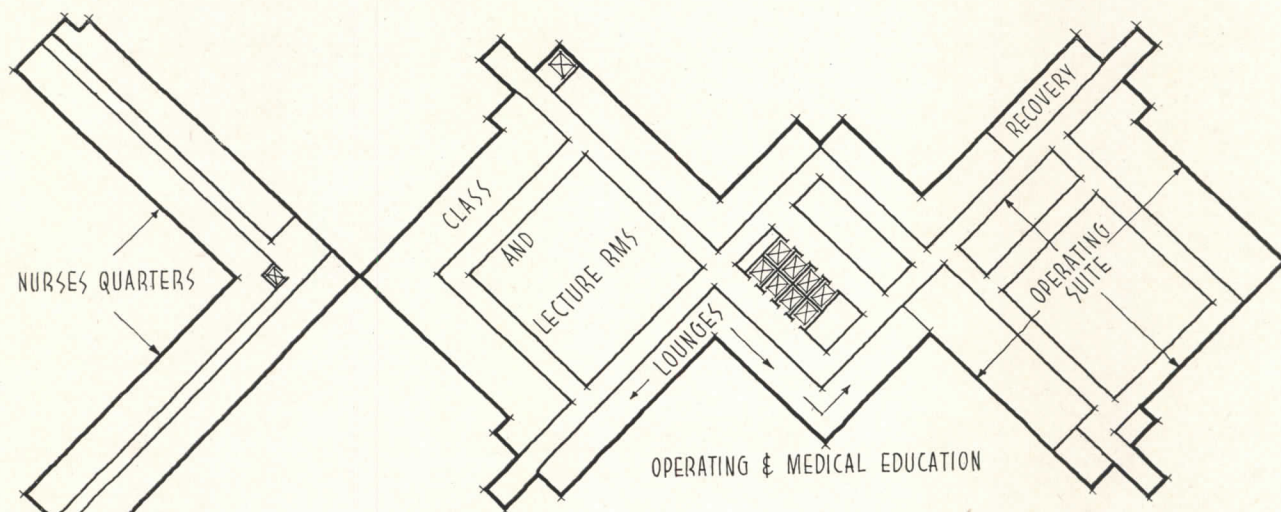 NURSES QUARTERS
CLASS
AND
LECTURE RMS
LOUNGES
RECOVERY
OPERATING
SUITE
OPERATING & MEDICAL EDUCATION